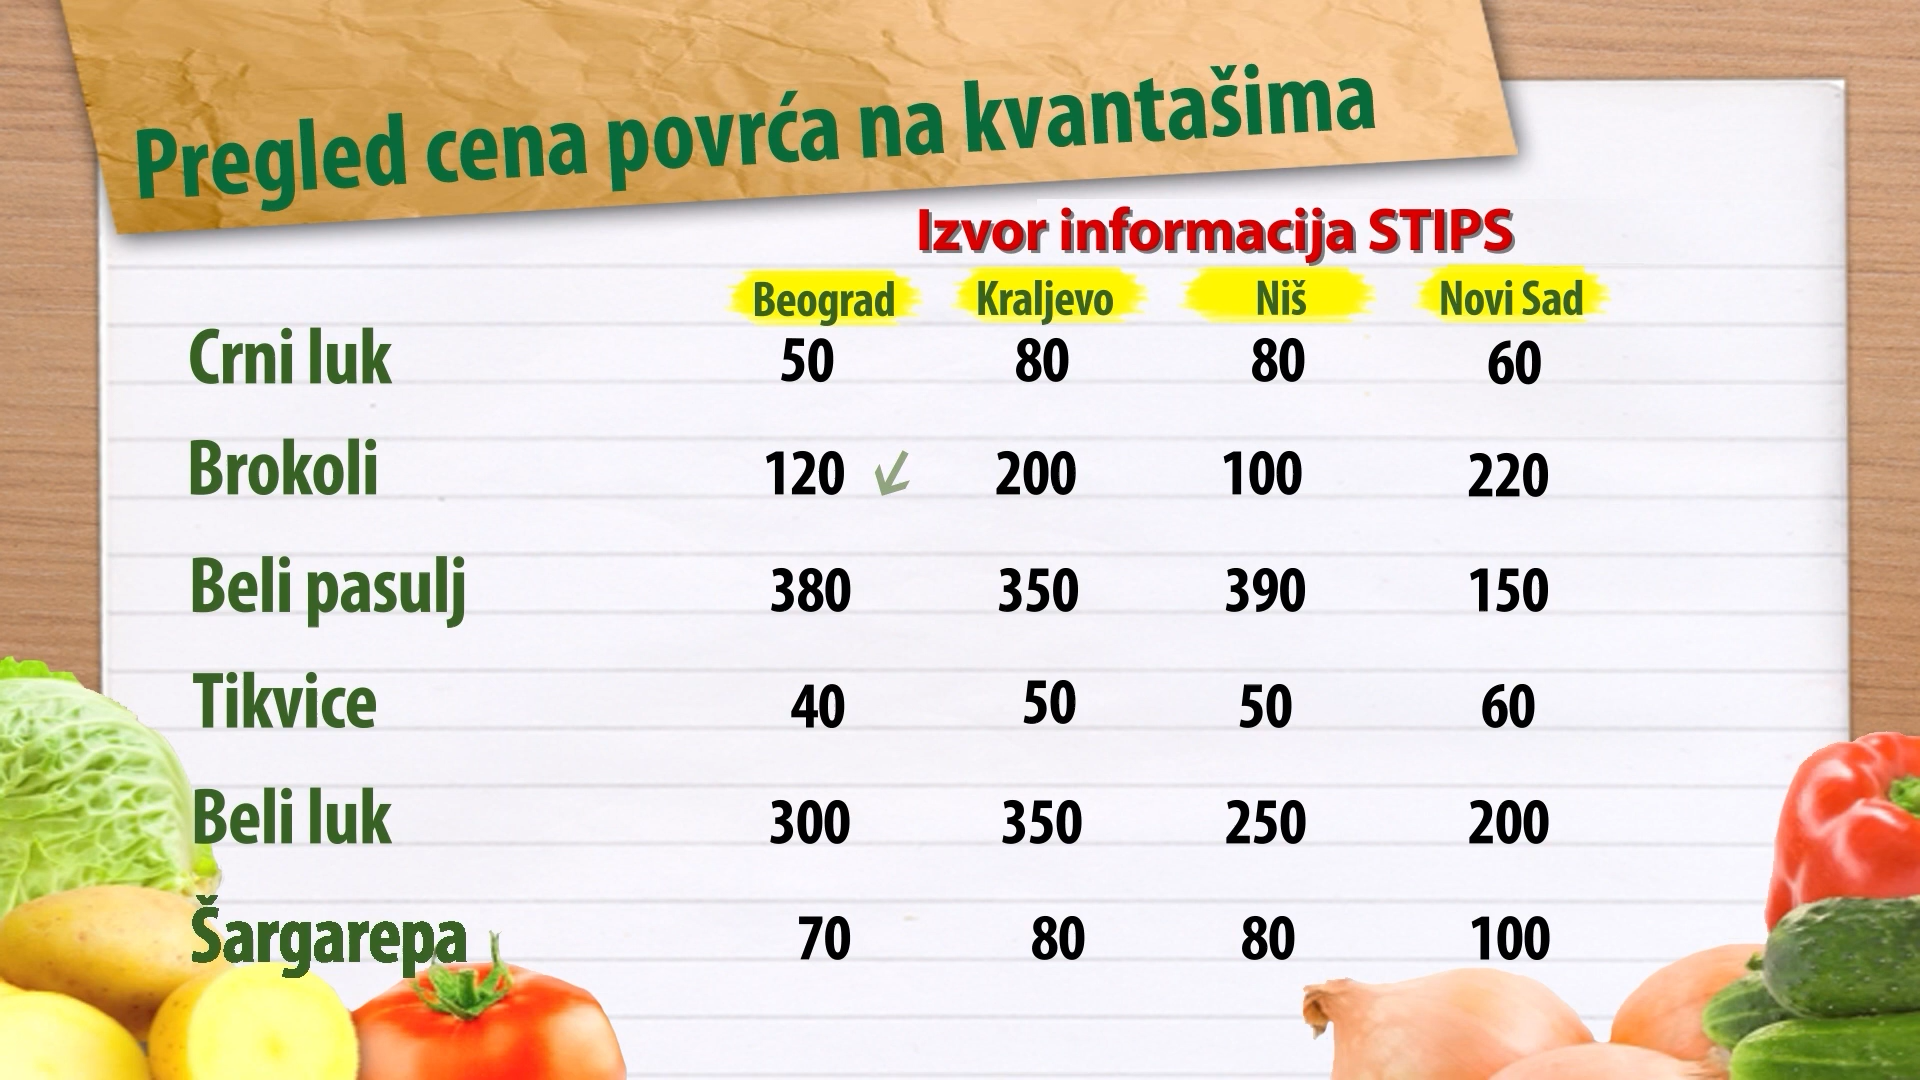 Pregled cena povrća na kvantašima
Izvor informacija STIPS
Beograd Kraljevo Niš Novi Sad
Crni luk 50 80 80 60
Brokoli 120 200 100 220
Beli pasulj 380 350 390 150
Tikvice 40 50 50 60
Beli luk 300 350 250 200
Šargarepa 70 80 80 100